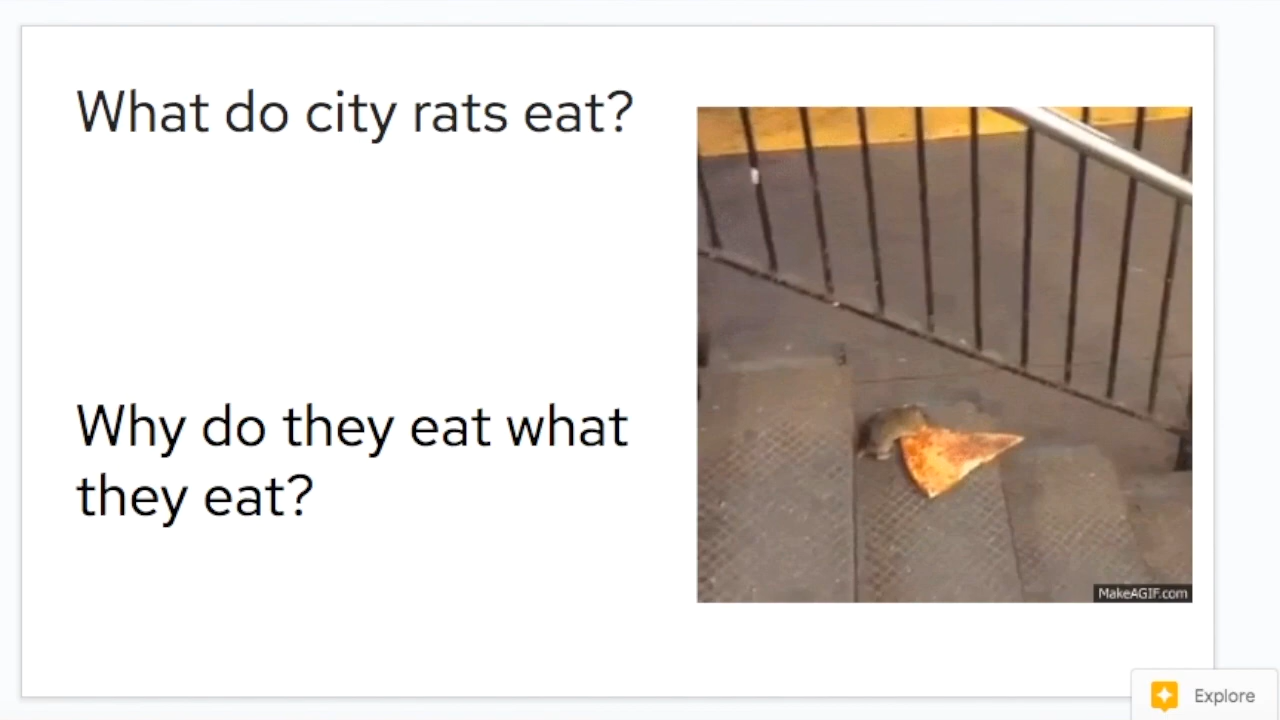 What do city rats eat?
Why do they eat what
they eat?
MakeAGIF.com
Explore